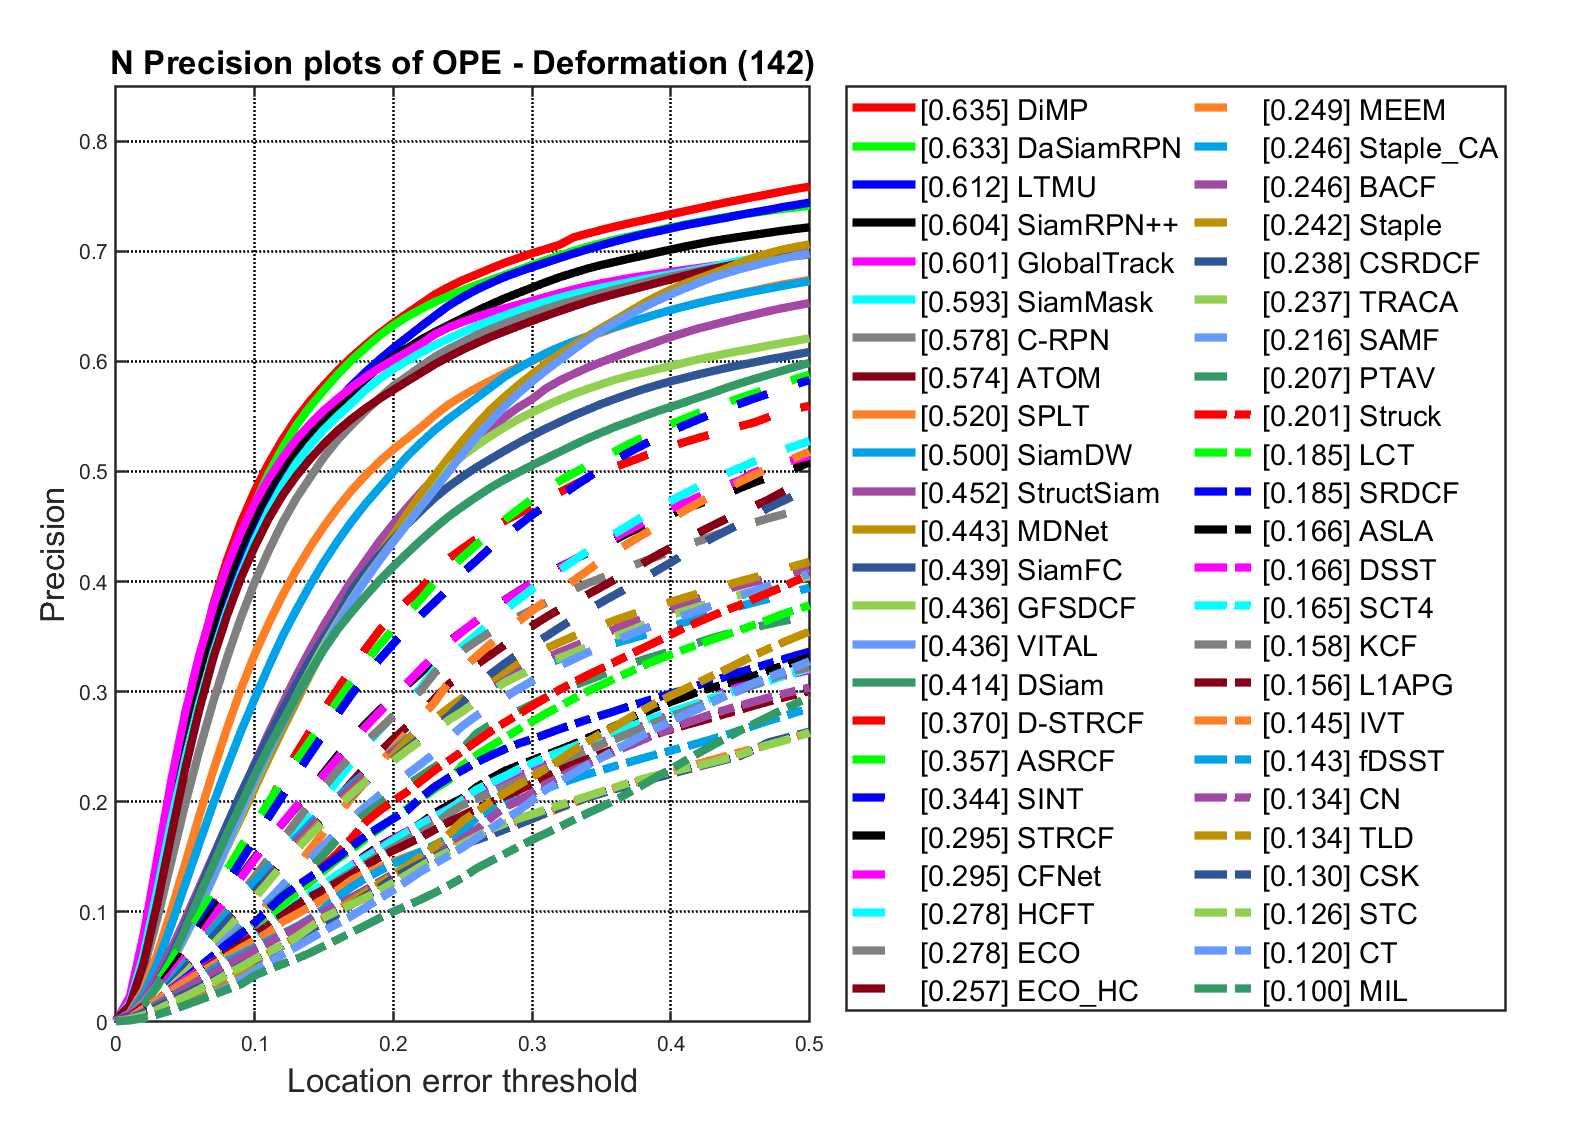 N Precision plots of OPE - Deformation (142)
Precision
0.8
0.7
0.6
0.5
0.4
0.3
0.2
0.1
0
0 0.1 0.2 0.3 0.4 0.5
Location error threshold
[0.635] DiMP
[0.633] DaSiamRPN
[0.612] LTMU
[0.604] SiamRPN++
[0.601] GlobalTrack
[0.593] SiamMask
[0.578] C-RPN
[0.574] ATOM
[0.520] SPLT
[0.500] SiamDW
[0.452] StructSiam
[0.443] MDNet
[0.439] SiamFC
[0.436] GFSDCF
[0.436] VITAL
[0.414] DSiam
[0.370] D-STRCF
[0.357] ASRCF
[0.344] SINT
[0.295] STRCF
[0.295] CFNet
[0.278] HCFT
[0.278] ECO
[0.257] ECO_HC
[0.249] MEEM
[0.246] Staple_CA
[0.246] BACF
[0.242] Staple
[0.238] CSRDCF
[0.237] TRACA
[0.216] SAMF
[0.207] PTAV
[0.201] Struck
[0.185] LCT
[0.185] SRDCF
[0.166] ASLA
[0.166] DSST
[0.165] SCT4
[0.158] KCF
[0.156] L1APG
[0.145] IVT
[0.143] fDSST
[0.134] CN
[0.134] TLD
[0.130] CSK
[0.126] STC
[0.120] CT
[0.100] MIL